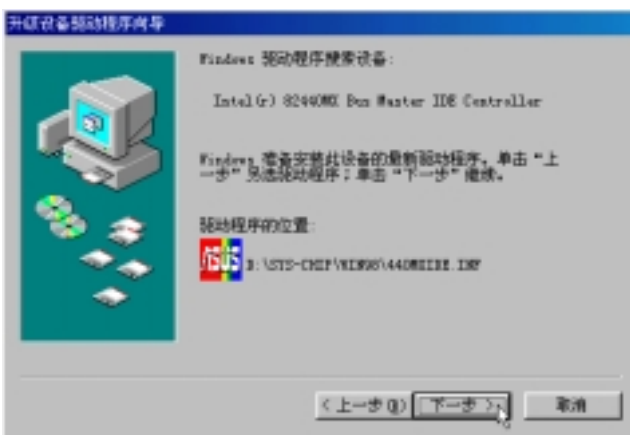 升级设备驱动程序向导
Windows 驱动程序搜索设备:
Intel(r) 82440MX Bus Master IDE Controller
Windows 准备安装此设备的最新驱动程序。单击“上
一步”另选驱动程序；单击“下一步”继续。
驱动程序的位置:
ASUS
D:\SYS-CHIP\WIN98\440MXIDE.INF
<上一步(B)
下一步 >
取消